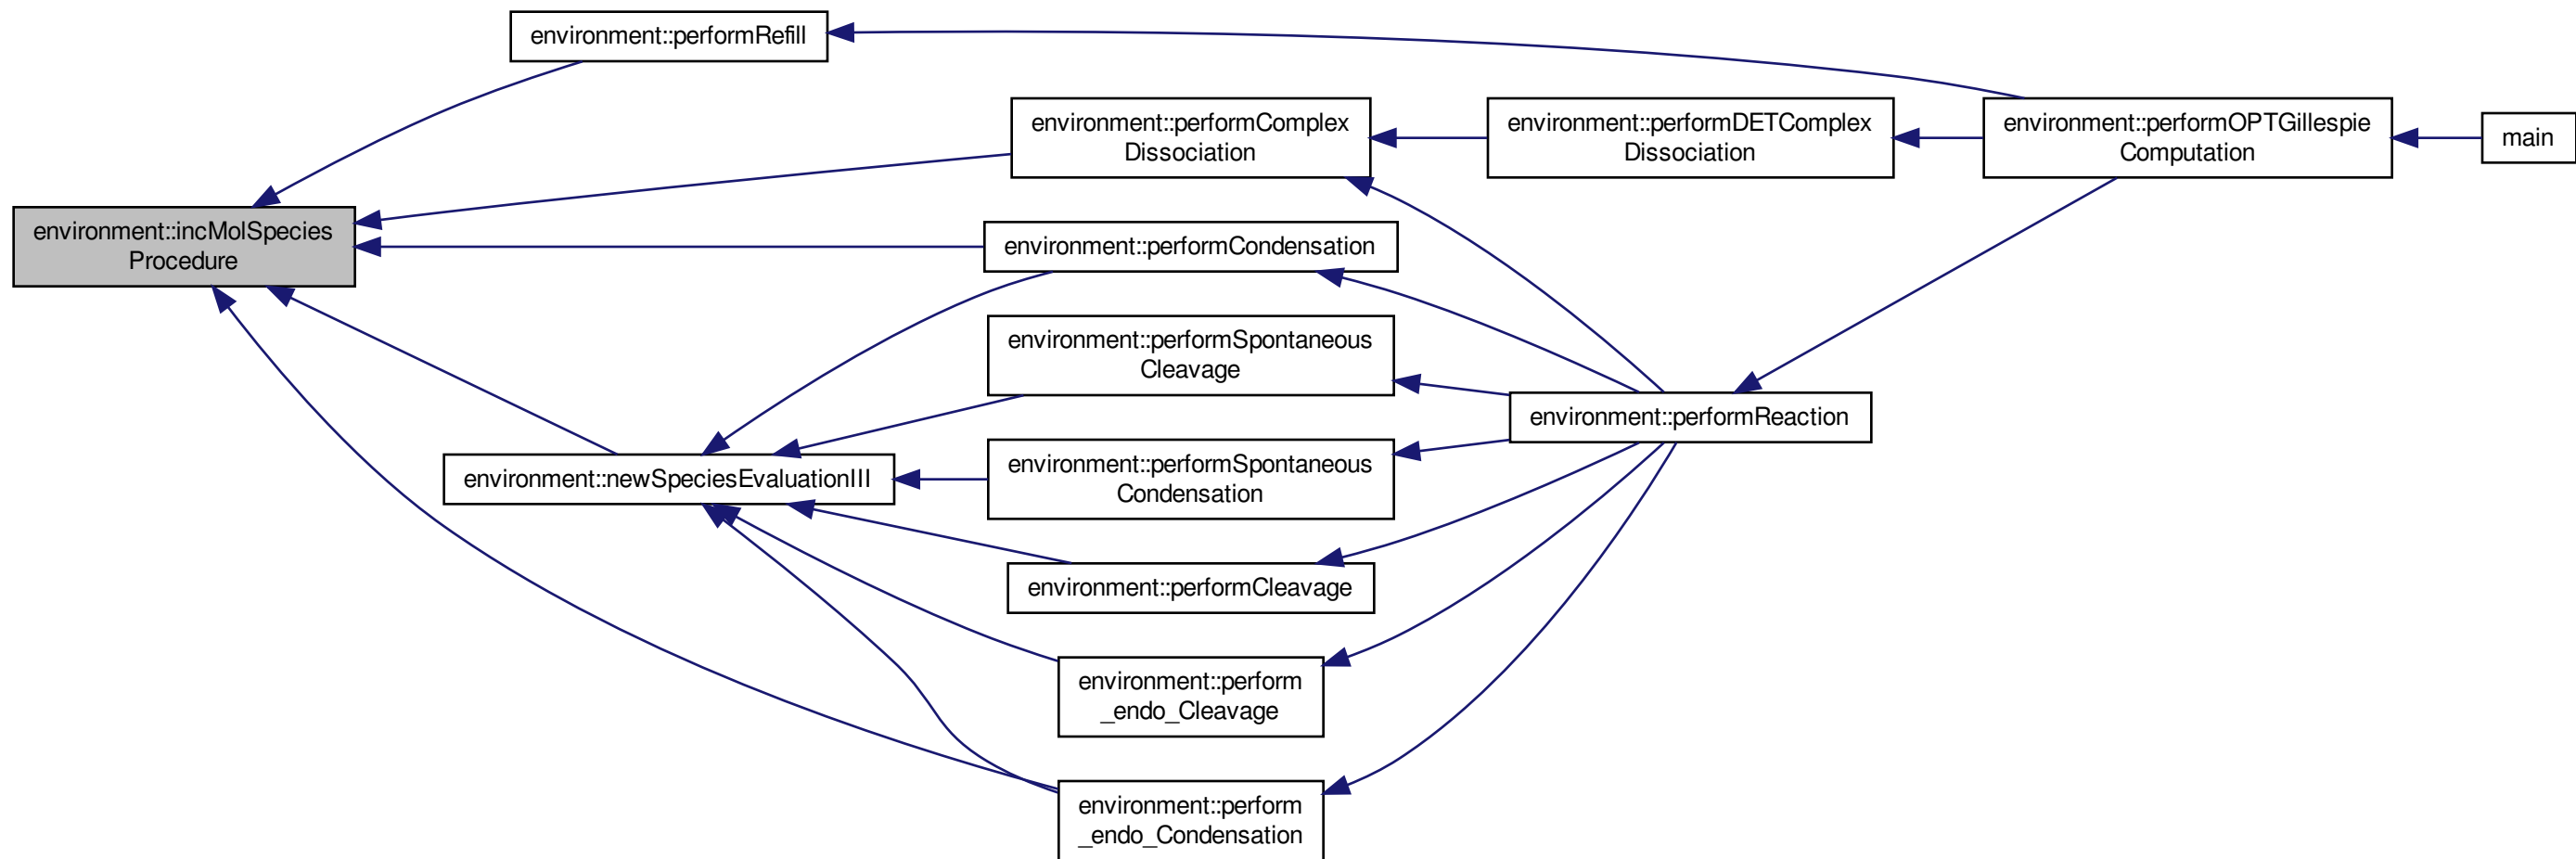 environment::performRefill
environment::performComplex
Dissociation
environment::performDETComplex
Dissociation
environment::performOPTGillespie
Computation
main
environment::incMolSpecies
Procedure
environment::performCondensation
environment::performSpontaneous
Cleavage
environment::performReaction
environment::newSpeciesEvaluationIII
environment::performSpontaneous
Condensation
environment::performCleavage
environment::perform
_endo_Cleavage
environment::perform
_endo_Condensation